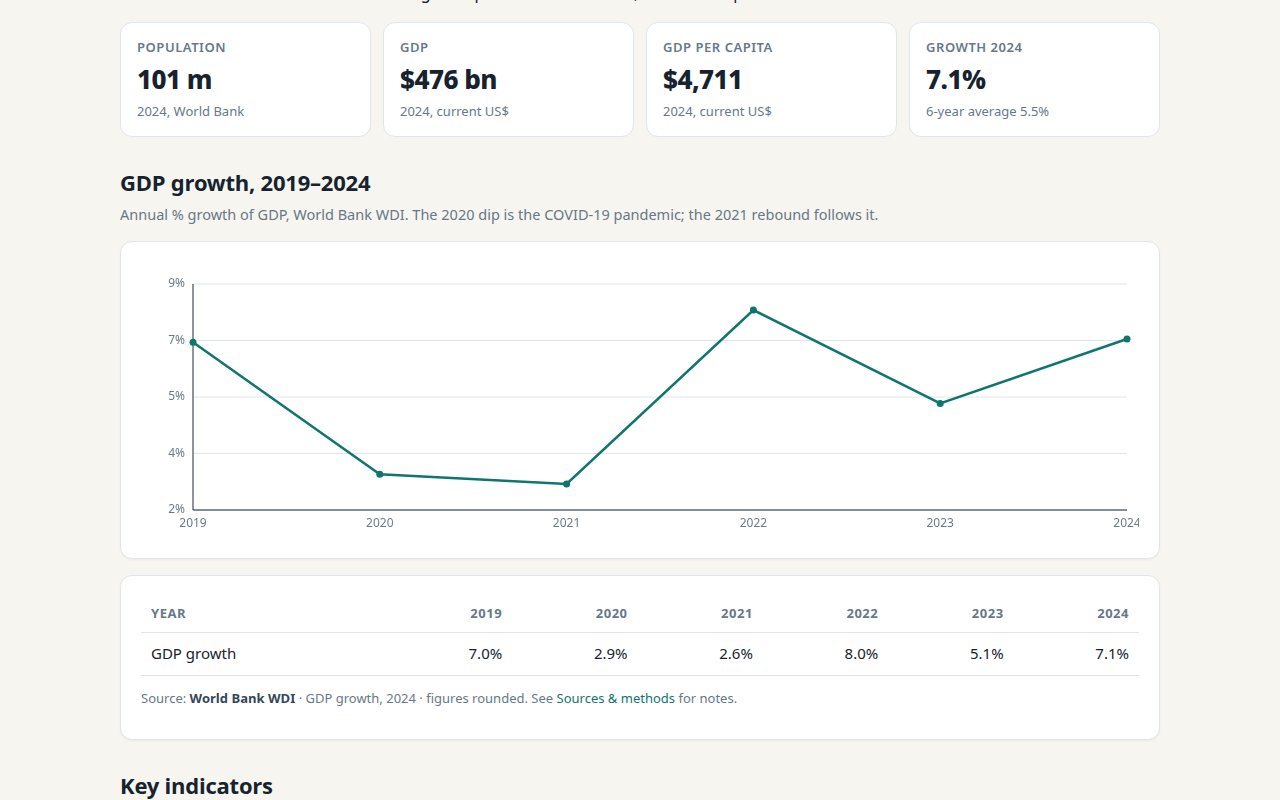 POPULATION
101 m
2024, World Bank
GDP
$476 bn
2024, current US$
GDP PER CAPITA
$4,711
2024, current US$
GROWTH 2024
7.1%
6-year average 5.5%
GDP growth, 2019–2024
Annual % growth of GDP, World Bank WDI. The 2020 dip is the COVID-19 pandemic; the 2021 rebound follows it.
9%
7%
5%
4%
2%
2019 2020 2021 2022 2023 2024
YEAR 2019 2020 2021 2022 2023 2024
GDP growth 7.0% 2.9% 2.6% 8.0% 5.1% 7.1%
Source: World Bank WDI · GDP growth, 2024 · figures rounded. See Sources & methods for notes.
Key indicators